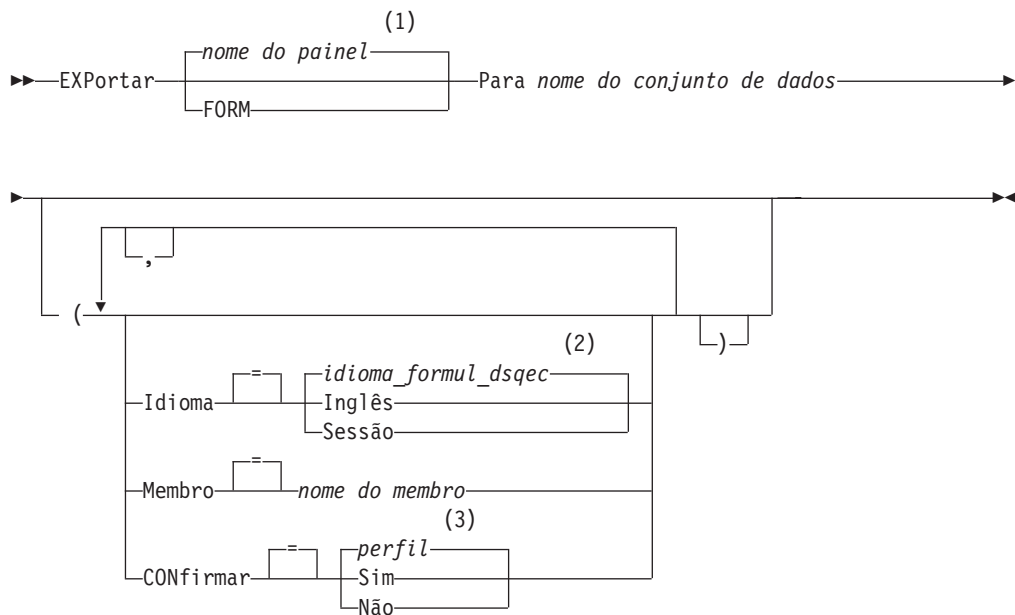 (1)
nome do painel
EXPortar
Para nome do conjunto de dados
FORM
,
(
)
(2)
=
idioma_formul_dsqec
Idioma
Inglês
Sessão
=
Membro
nome do membro
(3)
=
perfil
CONfirmar
Sim
Não